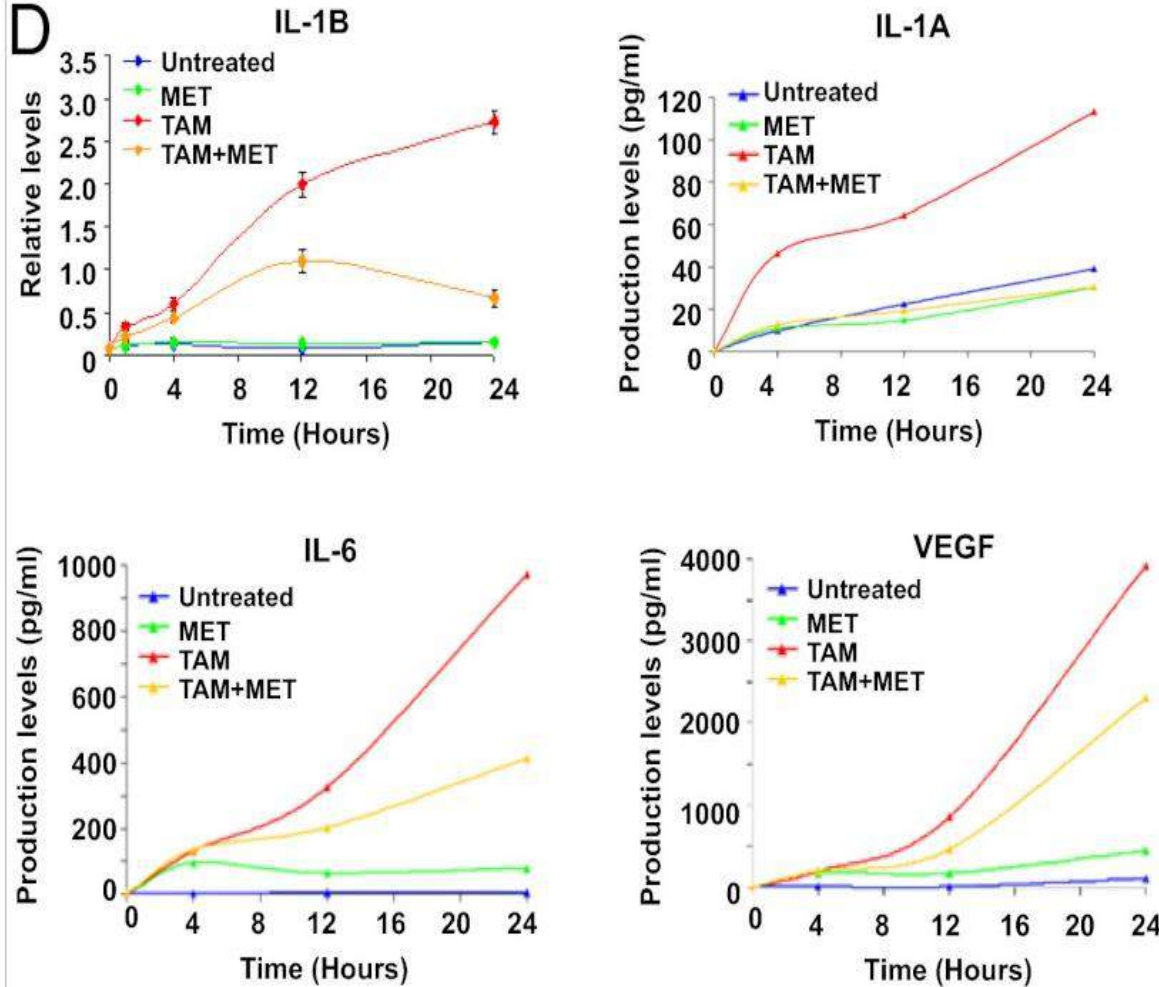 D
IL-1B
Relative levels
3.5
3.0
2.5
2.0
1.5
1.0
0.5
0
Untreated
MET
TAM
TAM+MET
0 4 8 12 16 20 24
Time (Hours)
IL-1A
Production levels (pg/ml)
120
100
80
60
40
20
0
Untreated
MET
TAM
TAM+MET
0 4 8 12 16 20 24
Time (Hours)
IL-6
Production levels (pg/ml)
1000
800
600
400
200
0
Untreated
MET
TAM
TAM+MET
0 4 8 12 16 20 24
Time (Hours)
VEGF
Production levels (pg/ml)
4000
3000
2000
1000
0
Untreated
MET
TAM
TAM+MET
0 4 8 12 16 20 24
Time (Hours)